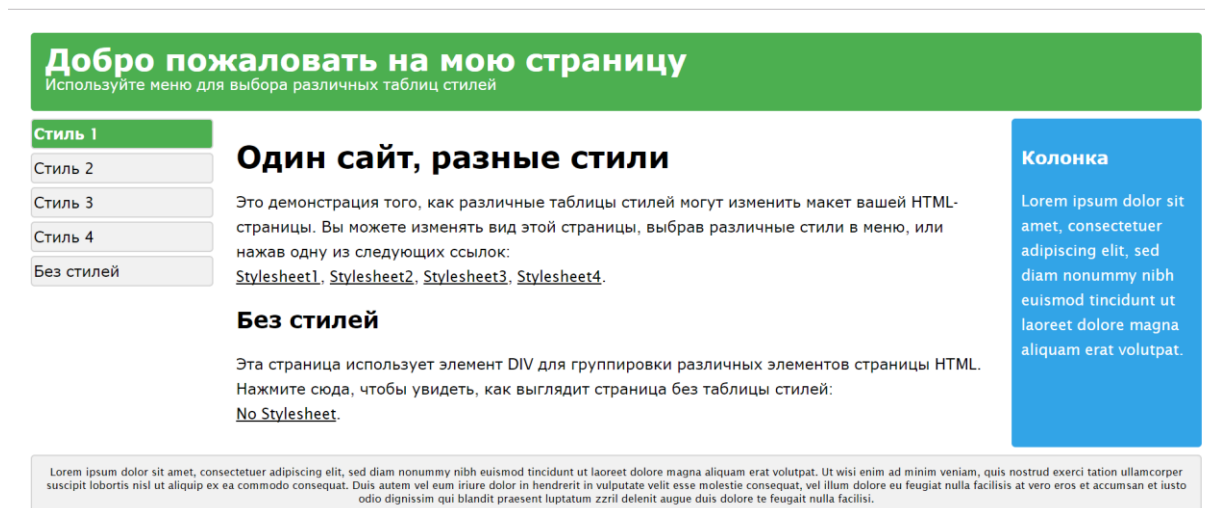 Добро пожаловать на мою страницу
Используйте меню для выбора различных таблиц стилей
Стиль 1
Стиль 2
Стиль 3
Стиль 4
Без стилей
Один сайт, разные стили
Это демонстрация того, как различные таблицы стилей могут изменить макет вашей HTML-
страницы. Вы можете изменять вид этой страницы, выбрав различные стили в меню, или
нажав одну из следующих ссылок:
Stylesheet1, Stylesheet2, Stylesheet3, Stylesheet4.
Без стилей
Эта страница использует элемент DIV для группировки различных элементов страницы HTML.
Нажмите сюда, чтобы увидеть, как выглядит страница без таблицы стилей:
No Stylesheet.
Колонка
Lorem ipsum dolor sit
amet, consectetuer
adipiscing elit, sed
diam nonummy nibh
euismod tincidunt ut
laoreet dolore magna
aliquam erat volutpat.
Lorem ipsum dolor sit amet, consectetuer adipiscing elit, sed diam nonummy nibh euismod tincidunt ut laoreet dolore magna aliquam erat volutpat. Ut wisi enim ad minim veniam, quis nostrud exerci tation ullamcorper
suscipit lobortis nisl ut aliquip ex ea commodo consequat. Duis autem vel eum iriure dolor in hendrerit in vulputate velit esse molestie consequat, vel illum dolore eu feugiat nulla facilisis at vero eros et accumsan et iusto
odio dignissim qui blandit praesent luptatum zzril delenit augue duis dolore te feugait nulla facilisi.